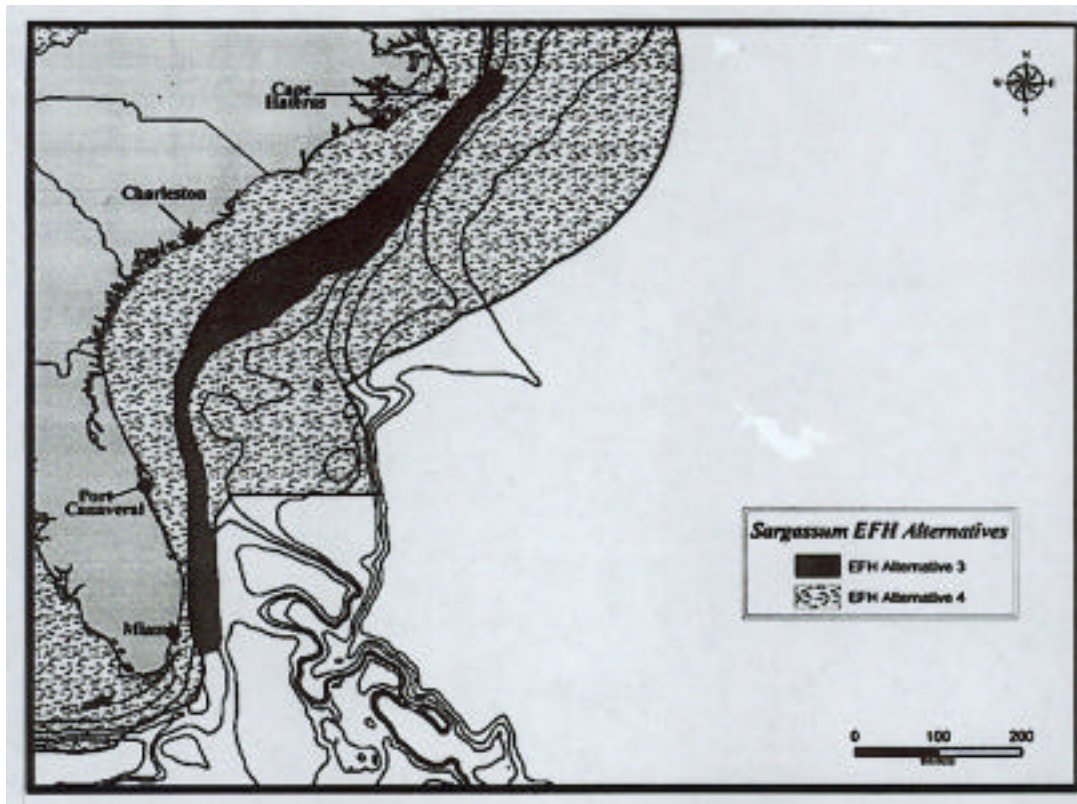 N
W
E
S
Cape
Hatteras
Charleston
Port
Canaveral
Miami
Sargassum EFH Alternatives
EFH Alternative 3
EFH Alternative 4
0 100 200
Miles